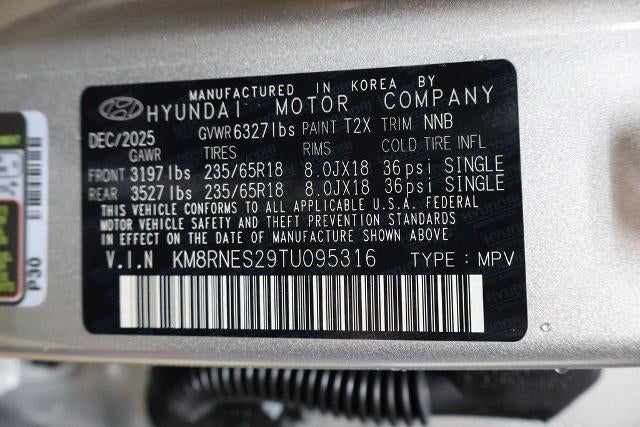 MANUFACTURED IN KOREA BY
HYUNDAI MOTOR COMPANY
DEC/2025 GVWR 6327lbs PAINT T2X TRIM NNB
GAWR TIRES RIMS COLD TIRE INFL
FRONT 3197 lbs 235/65R18 8.0JX18 36psi SINGLE
REAR 3527 lbs 235/65R18 8.0JX18 36psi SINGLE
THIS VEHICLE CONFORMS TO ALL APPLICABLE U.S.A. FEDERAL
MOTOR VEHICLE SAFETY AND THEFT PREVENTION STANDARDS
IN EFFECT ON THE DATE OF MANUFACTURE SHOWN ABOVE
V.I.N KM8RNES29TU095316 TYPE : MPV
P30